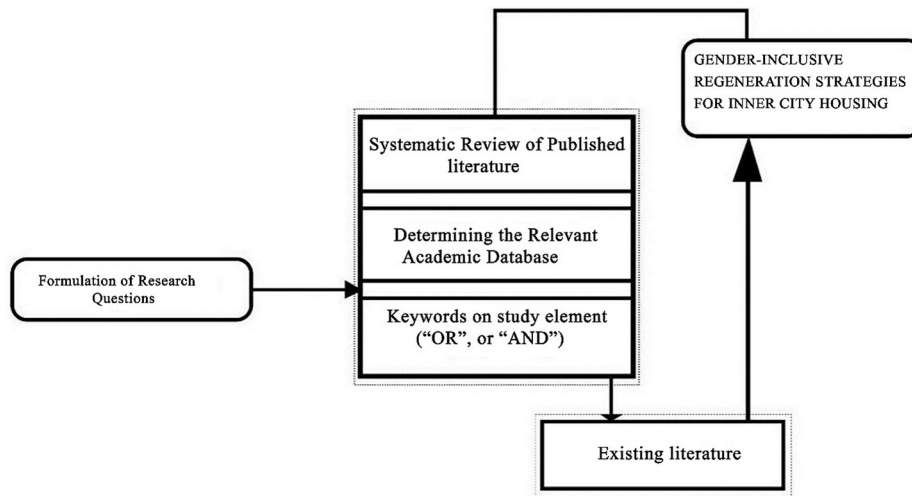 GENDER-INCLUSIVE
REGENERATION STRATEGIES
FOR INNER CITY HOUSING
Systematic Review of Published
literature
Determining the Relevant
Academic Database
Formulation of Research
Questions
Keywords on study element
(“OR”, or “AND”)
Existing literature